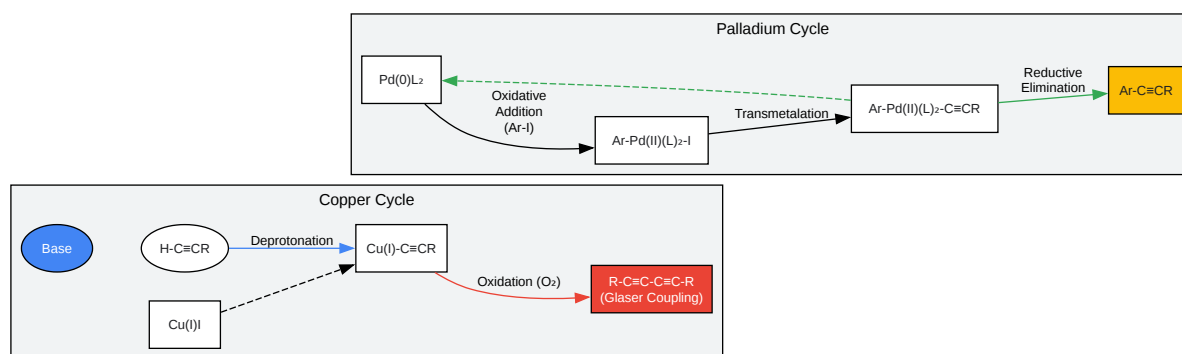 Palladium Cycle
Pd(0)L₂
Oxidative
Addition
(Ar-I)
Ar-Pd(II)(L)₂-I
Transmetalation
Ar-Pd(II)(L)₂-C≡CR
Reductive
Elimination
Ar-C≡CR
Copper Cycle
Base
H-C≡CR
Deprotonation
Cu(I)-C≡CR
Cu(I)I
Oxidation (O₂)
R-C≡C-C≡C-R
(Glaser Coupling)